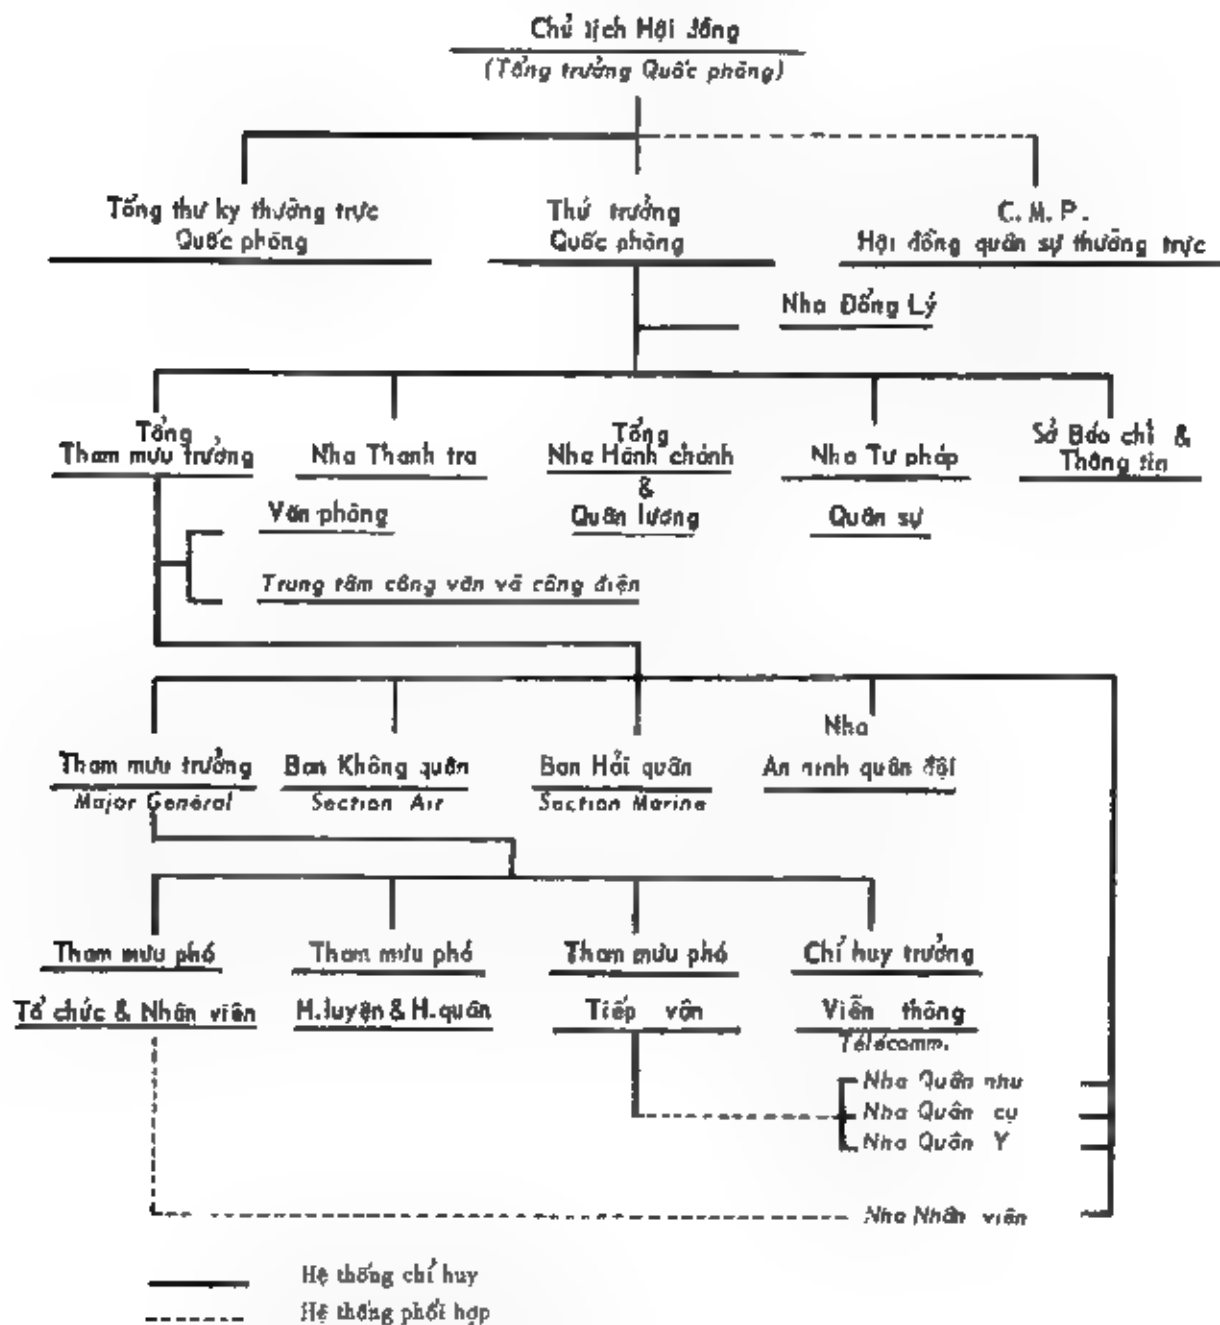 Chủ tịch Hội đồng
(Tổng trưởng Quốc phòng)
Tổng thư ký thường trực
Quốc phòng
Thứ trưởng
Quốc phòng
C. M. P.
Hội đồng quân sự thường trực
Nha Đổng Lý
Tổng
Tham mưu trưởng
Nha Thanh tra
Tổng
Nha Hành chánh
&
Quân lương
Nha Tư pháp
Quân sự
Sở Báo chí &
Thông tin
Văn phòng
Trung tâm công văn và công điện
Tham mưu trưởng
Major Général
Ban Không quân
Section Air
Ban Hải quân
Section Marine
Nha
An ninh quân đội
Tham mưu phó
Tổ chức & Nhân viên
Tham mưu phó
H.luyện & H.quân
Tham mưu phó
Tiếp vận
Chỉ huy trưởng
Viễn thông
Télécomm.
Nha Quân nhu
Nha Quân cụ
Nha Quân Y
Nha Nhân viên
Hệ thống chỉ huy
Hệ thống phối hợp